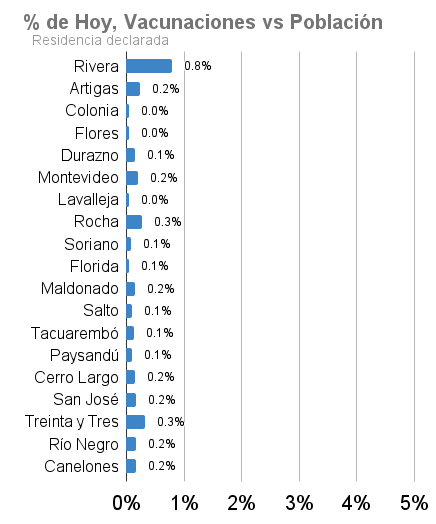 % de Hoy, Vacunaciones vs Población
Residencia declarada
Rivera 0.8%
Artigas 0.2%
Colonia 0.0%
Flores 0.0%
Durazno 0.1%
Montevideo 0.2%
Lavalleja 0.0%
Rocha 0.3%
Soriano 0.1%
Florida 0.1%
Maldonado 0.2%
Salto 0.1%
Tacuarembó 0.1%
Paysandú 0.1%
Cerro Largo 0.2%
San José 0.2%
Treinta y Tres 0.3%
Río Negro 0.2%
Canelones 0.2%
0% 1% 2% 3% 4% 5%